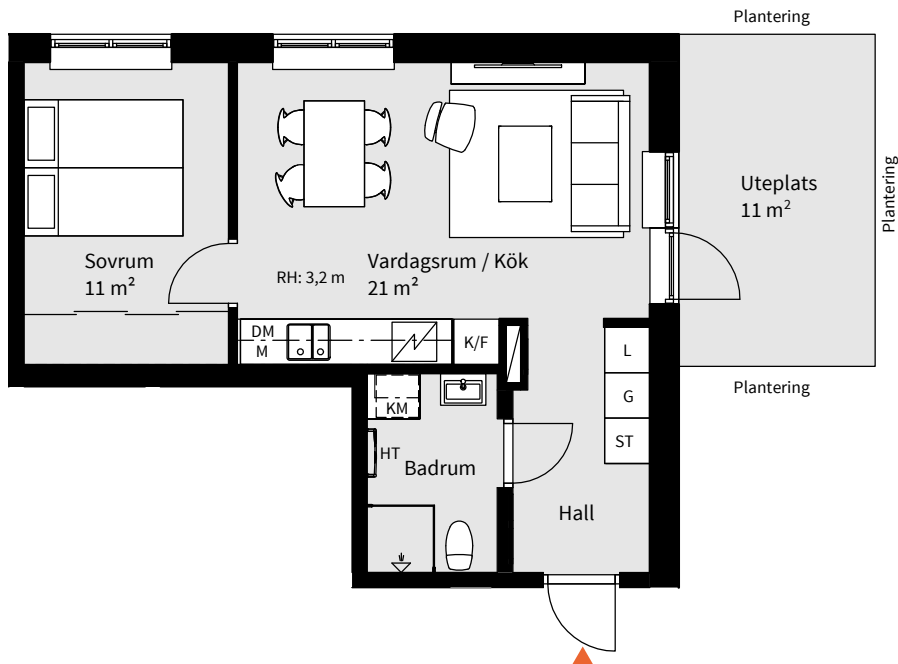 Plantering
Uteplats
11 m²
Plantering
Sovrum
11 m²
RH: 3,2 m
Vardagsrum / Kök
21 m²
DM
M
K/F
L
G
ST
Plantering
KM
HT
Badrum
Hall